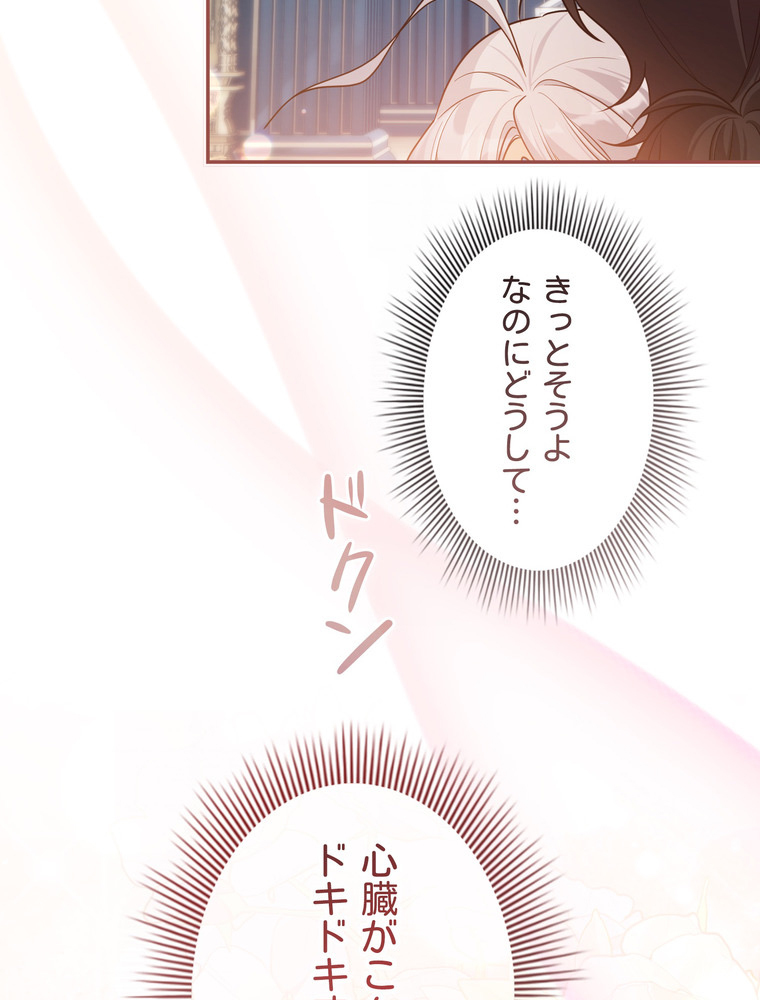 きっとそうよ
なのにどうして…
ドクン
心臓がこ
ドキドキ